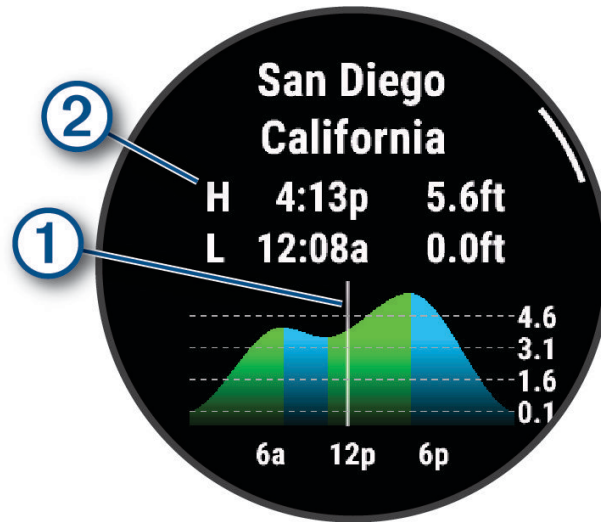 San Diego
California
2
H 4:13p 5.6ft
1
L 12:08a 0.0ft
4.6
3.1
1.6
0.1
6a 12p 6p